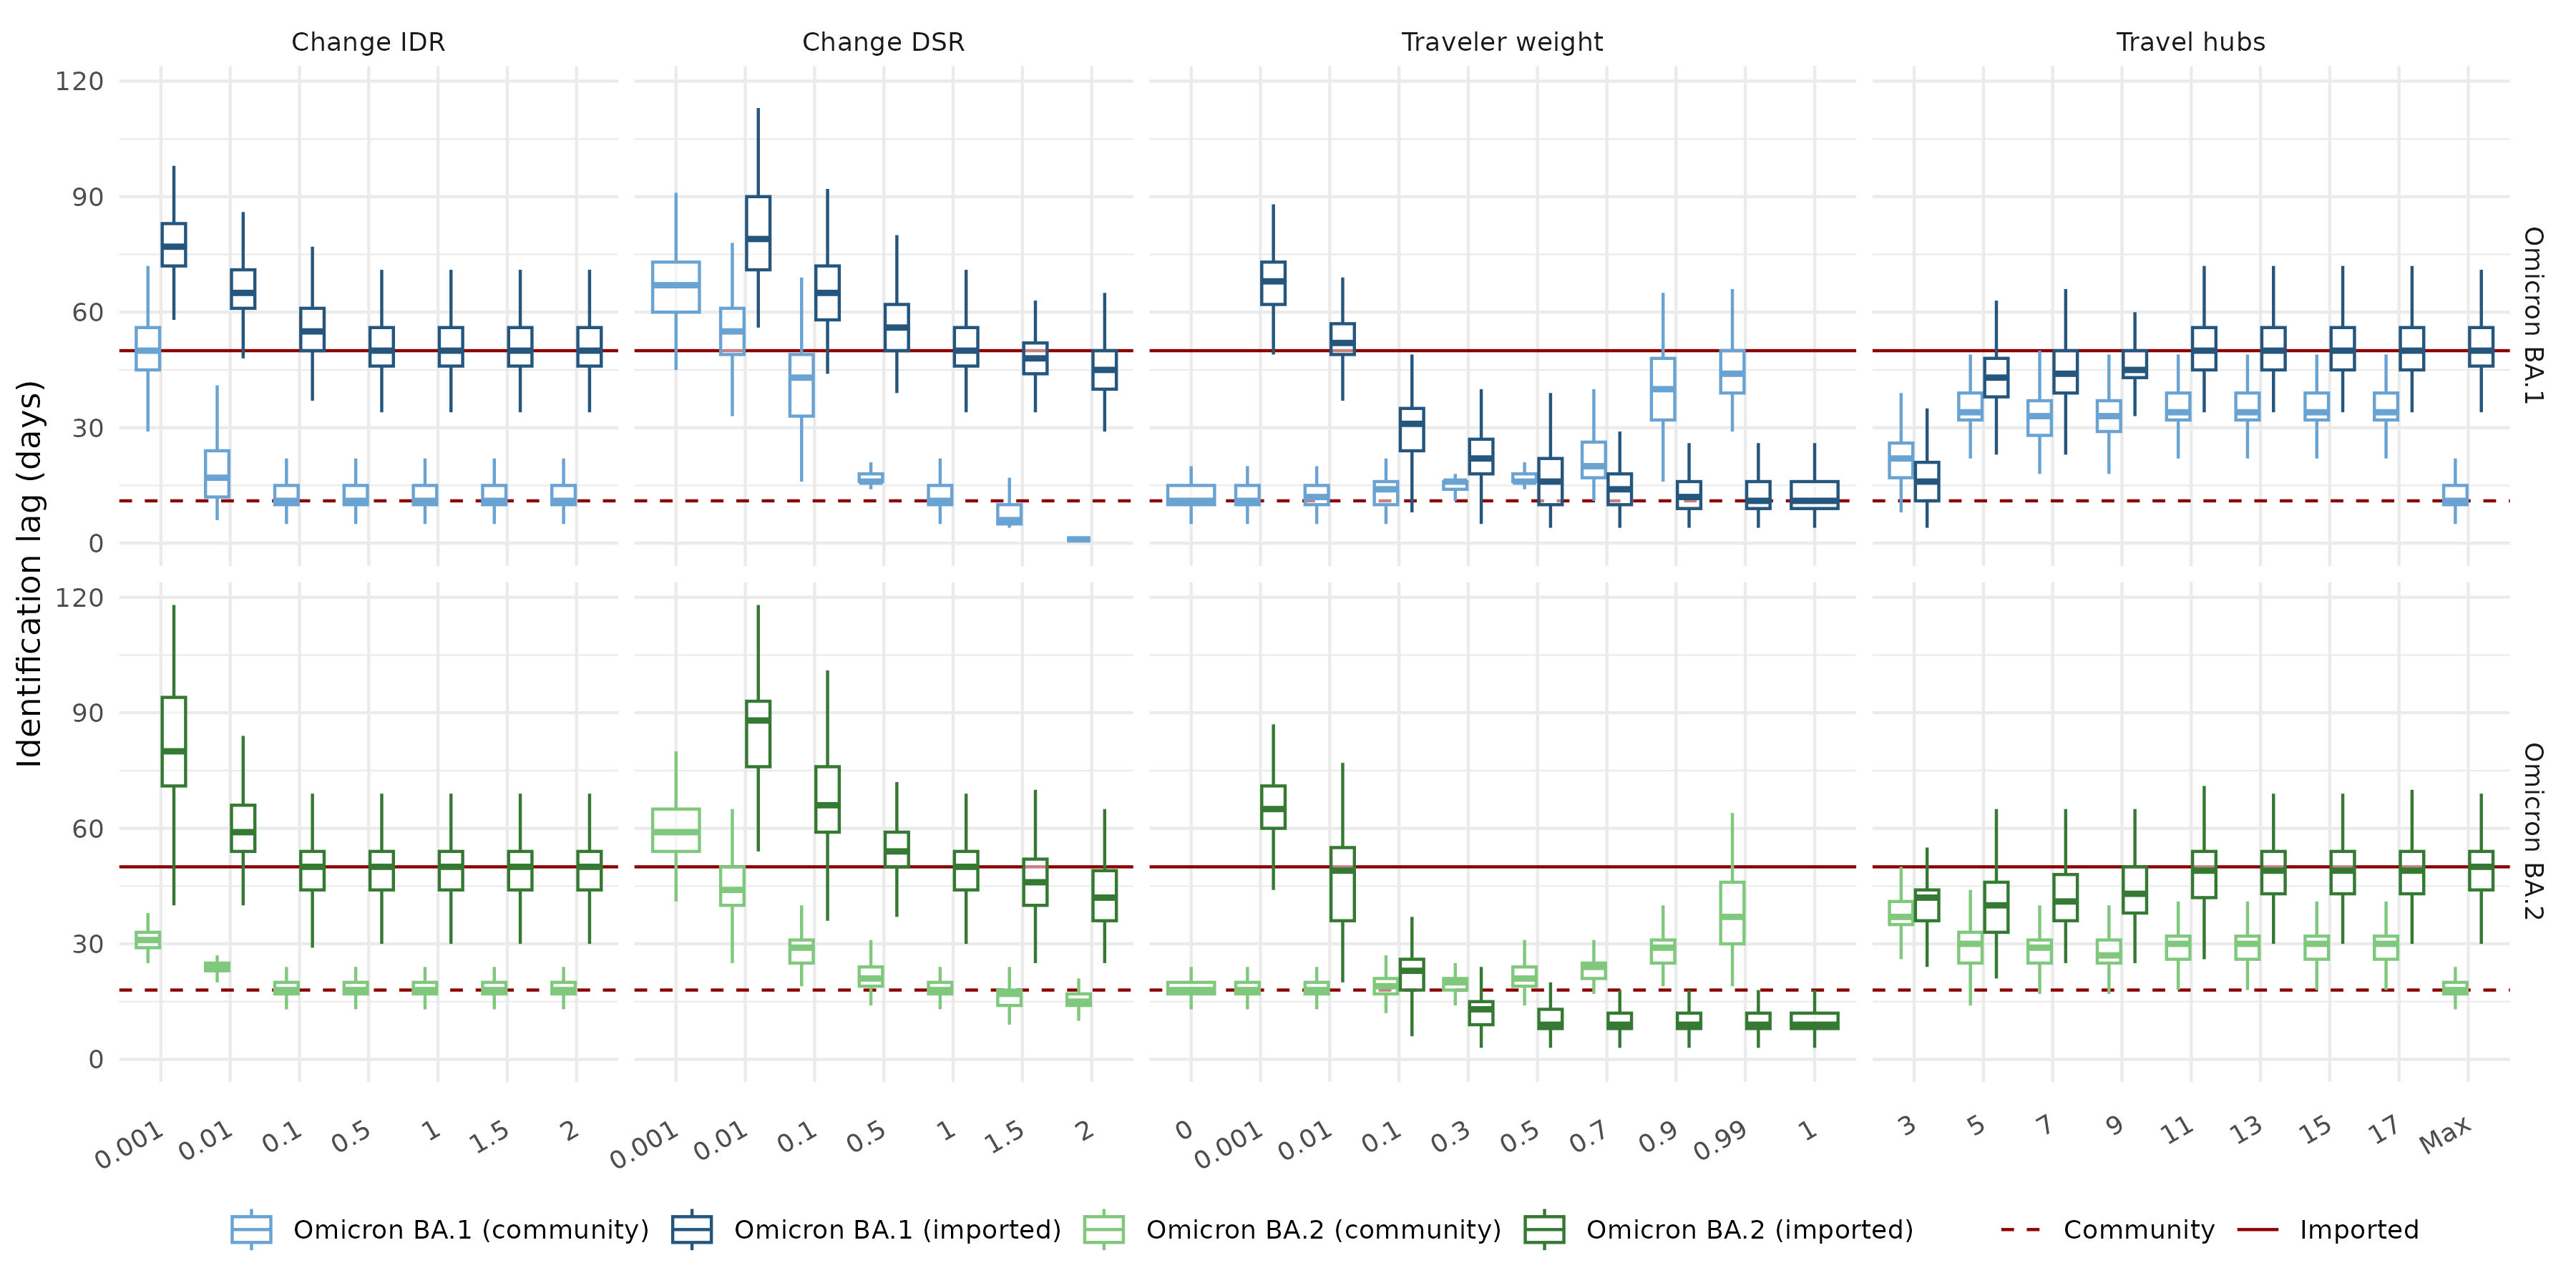 Change IDR
Change DSR
Traveler weight
Travel hubs
Identification lag (days)
120
90
60
30
0
Omicron BA.1
120
90
60
30
0
Omicron BA.2
0.001 0.01 0.1 0.5 1 1.5 2
0.001 0.01 0.1 0.5 1 1.5 2
0 0.001 0.01 0.1 0.3 0.5 0.7 0.9 0.99 1
3 5 7 9 11 13 15 17 Max
Omicron BA.1 (community) Omicron BA.1 (imported) Omicron BA.2 (community) Omicron BA.2 (imported) Community Imported